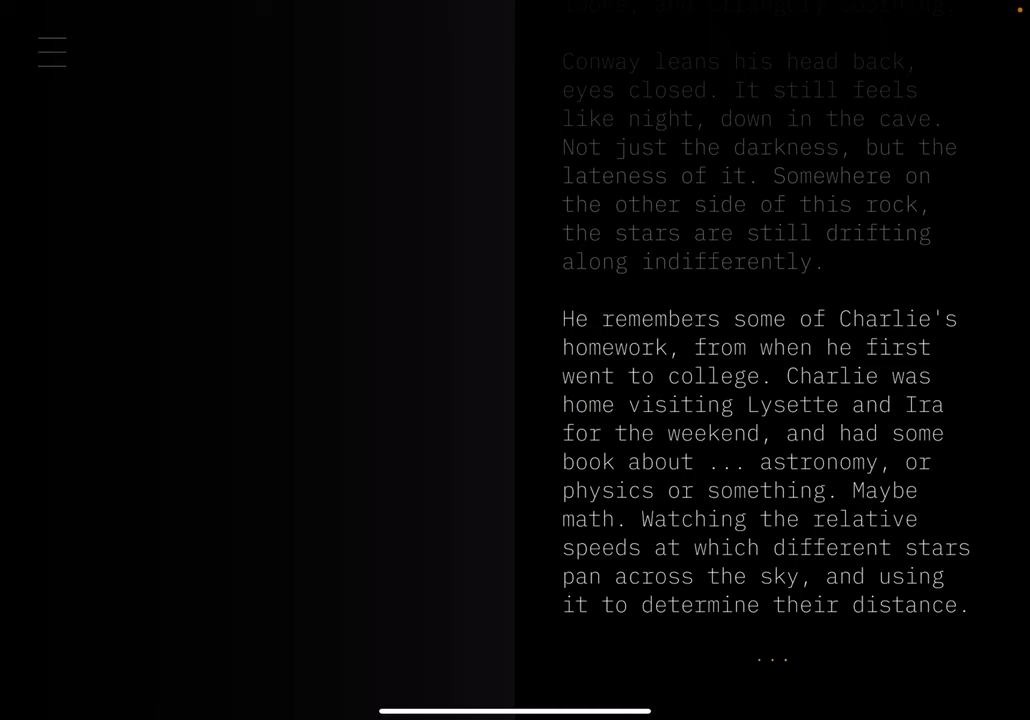 Conway leans his head back,
eyes closed. It still feels
like night, down in the cave.
Not just the darkness, but the
lateness of it. Somewhere on
the other side of this rock,
the stars are still drifting
along indifferently.
He remembers some of Charlie's
homework, from when he first
went to college. Charlie was
home visiting Lysette and Ira
for the weekend, and had some
book about ... astronomy, or
physics or something. Maybe
math. Watching the relative
speeds at which different stars
pan across the sky, and using
it to determine their distance.
...